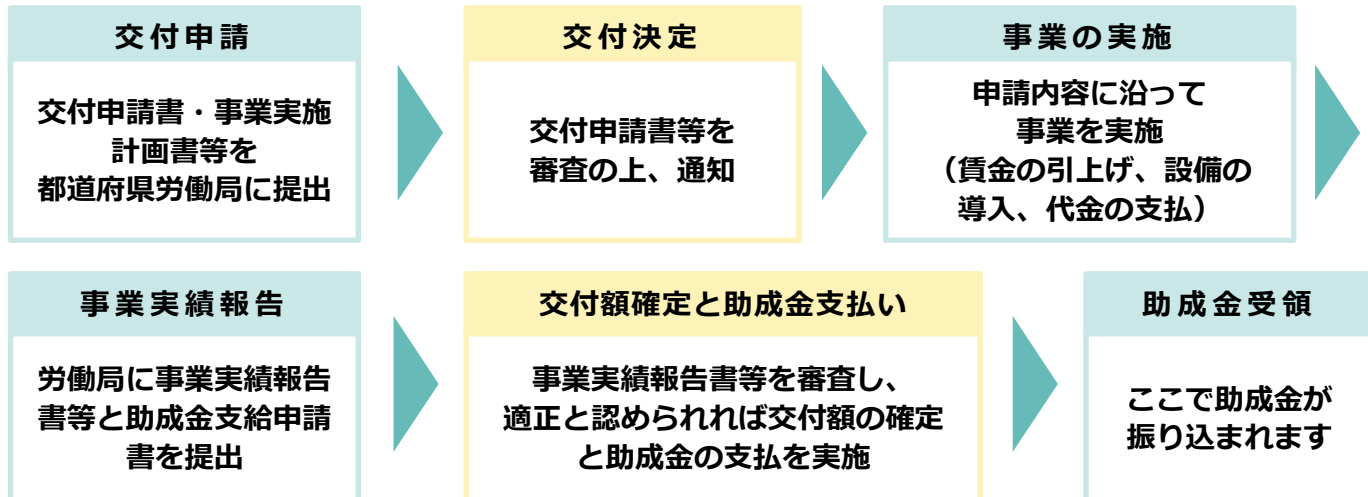 交付申請
交付申請書・事業実施
計画書等を
都道府県労働局に提出
交付決定
交付申請書等を
審査の上、通知
事業の実施
申請内容に沿って
事業を実施
（賃金の引上げ、設備の
導入、代金の支払）
事業実績報告
労働局に事業実績報告
書等と助成金支給申請
書を提出
交付額確定と助成金支払い
事業実績報告書等を審査し、
適正と認められれば交付額の確定
と助成金の支払を実施
助成金受領
ここで助成金が
振り込まれます